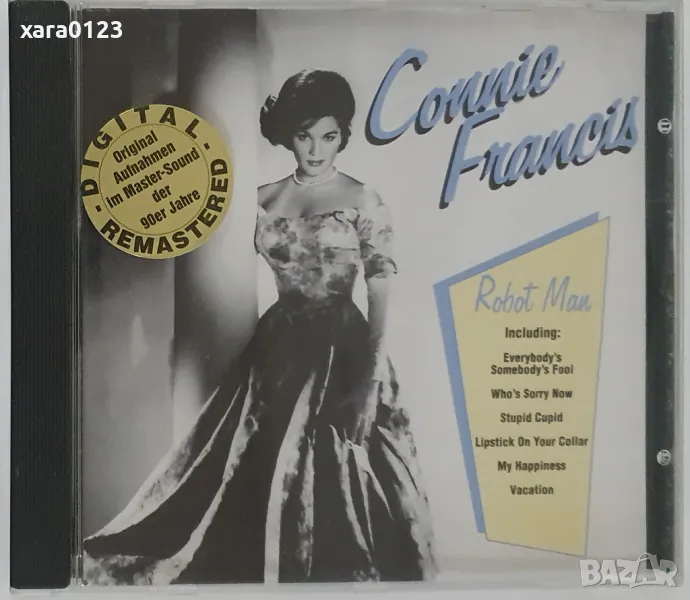 xara0123
Connie
Francis
DIGITAL
Original
Aufnahmen
im Master-Sound
der
90er Jahre
REMASTERED
Robot Man
Including:
Everybody's
Somebody's Fool
Who's Sorry Now
Stupid Cupid
Lipstick On Your Collar
My Happiness
Vacation
BAZAR